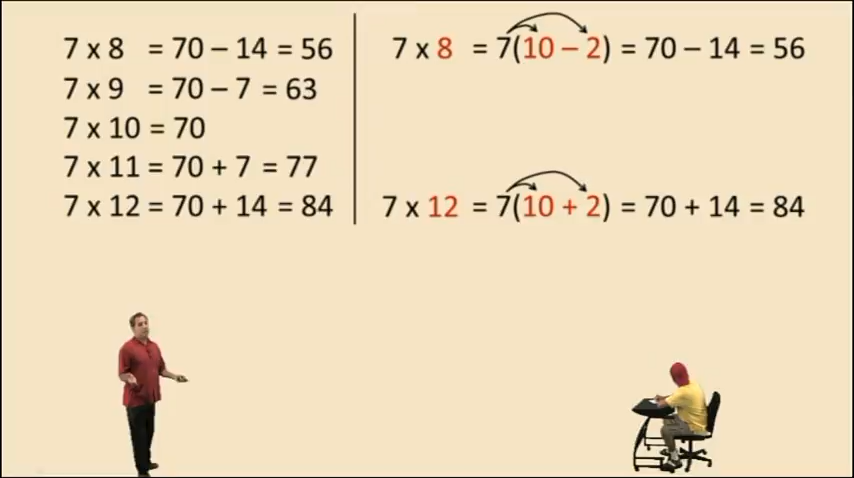 7 x 8 = 70 – 14 = 56
7 x 9 = 70 – 7 = 63
7 x 10 = 70
7 x 11 = 70 + 7 = 77
7 x 12 = 70 + 14 = 84
7 x 8 = 7(10 – 2) = 70 – 14 = 56
7 x 12 = 7(10 + 2) = 70 + 14 = 84